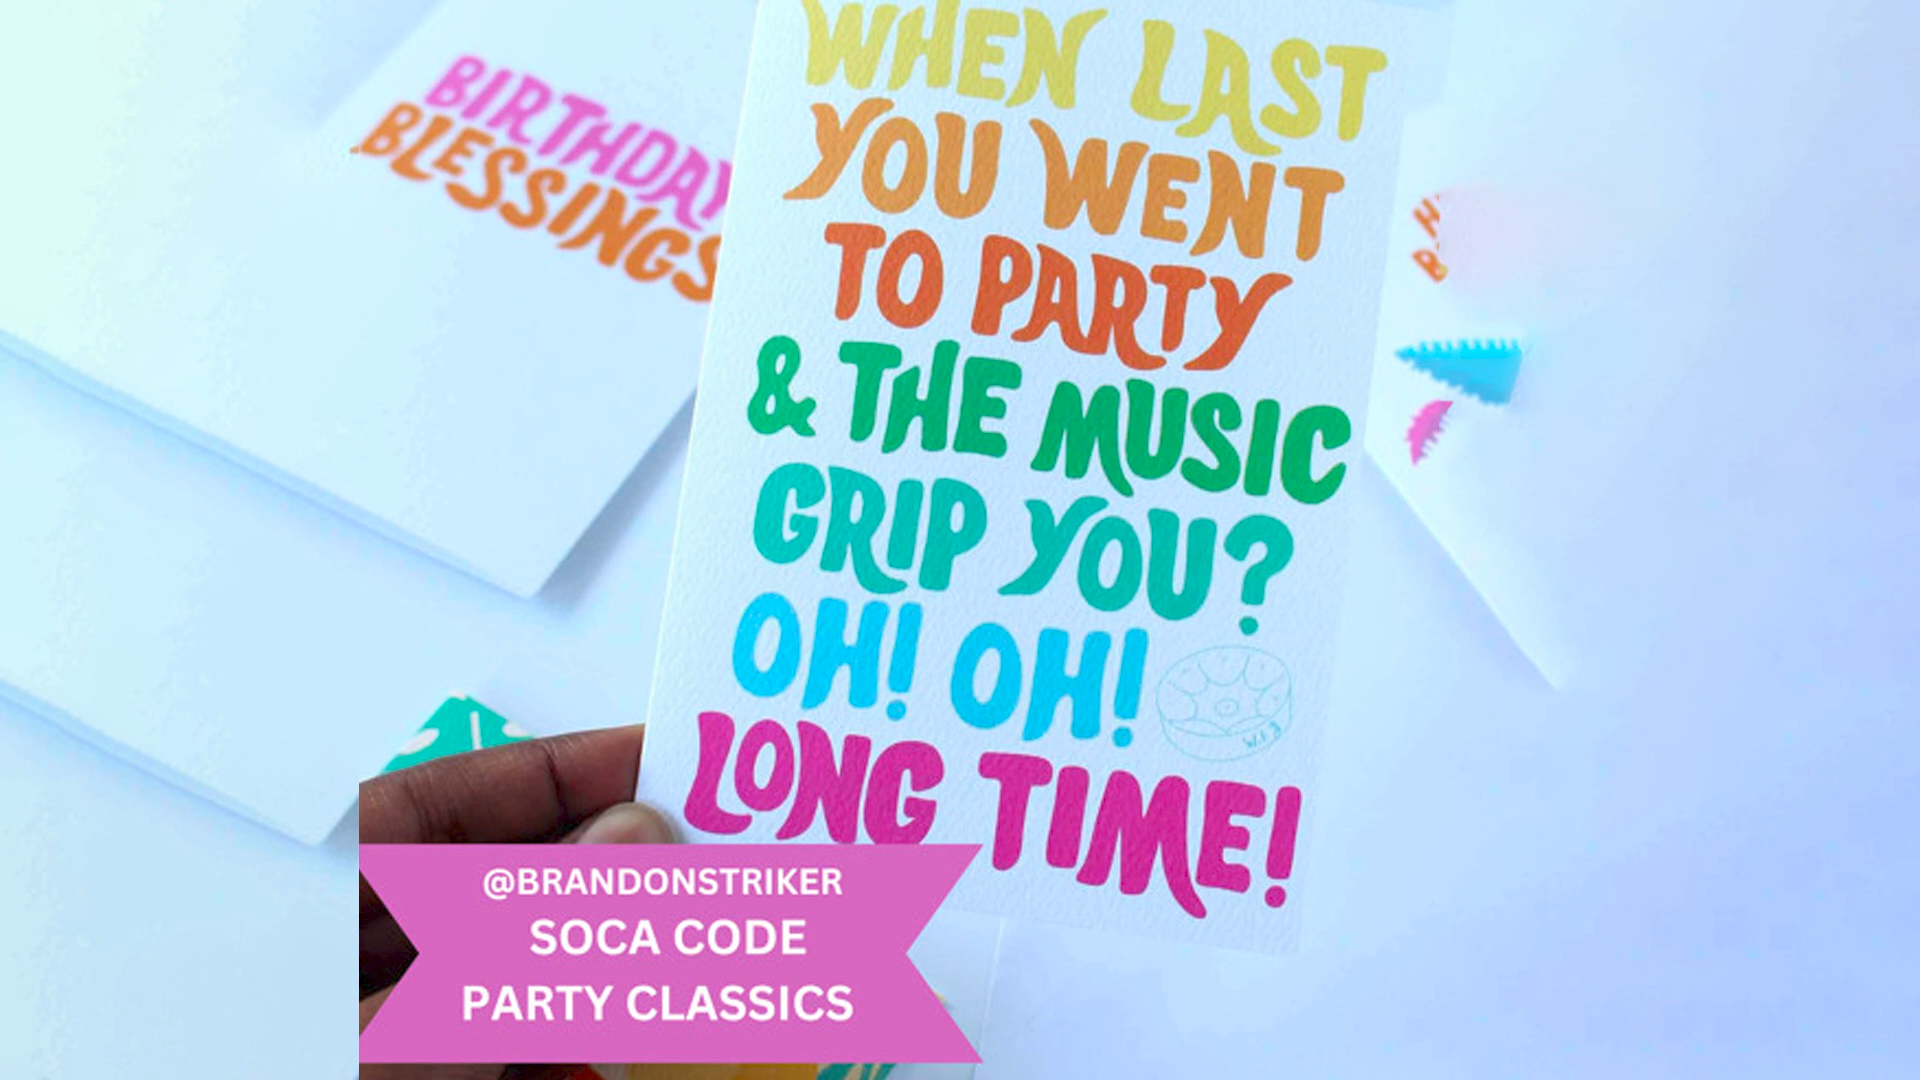 BIRTHDAY
BLESSINGS
WHEN LAST
YOU WENT
TO PARTY
& THE MUSIC
GRIP YOU?
OH! OH!
LONG TIME!
@BRANDONSTRIKER
SOCA CODE
PARTY CLASSICS